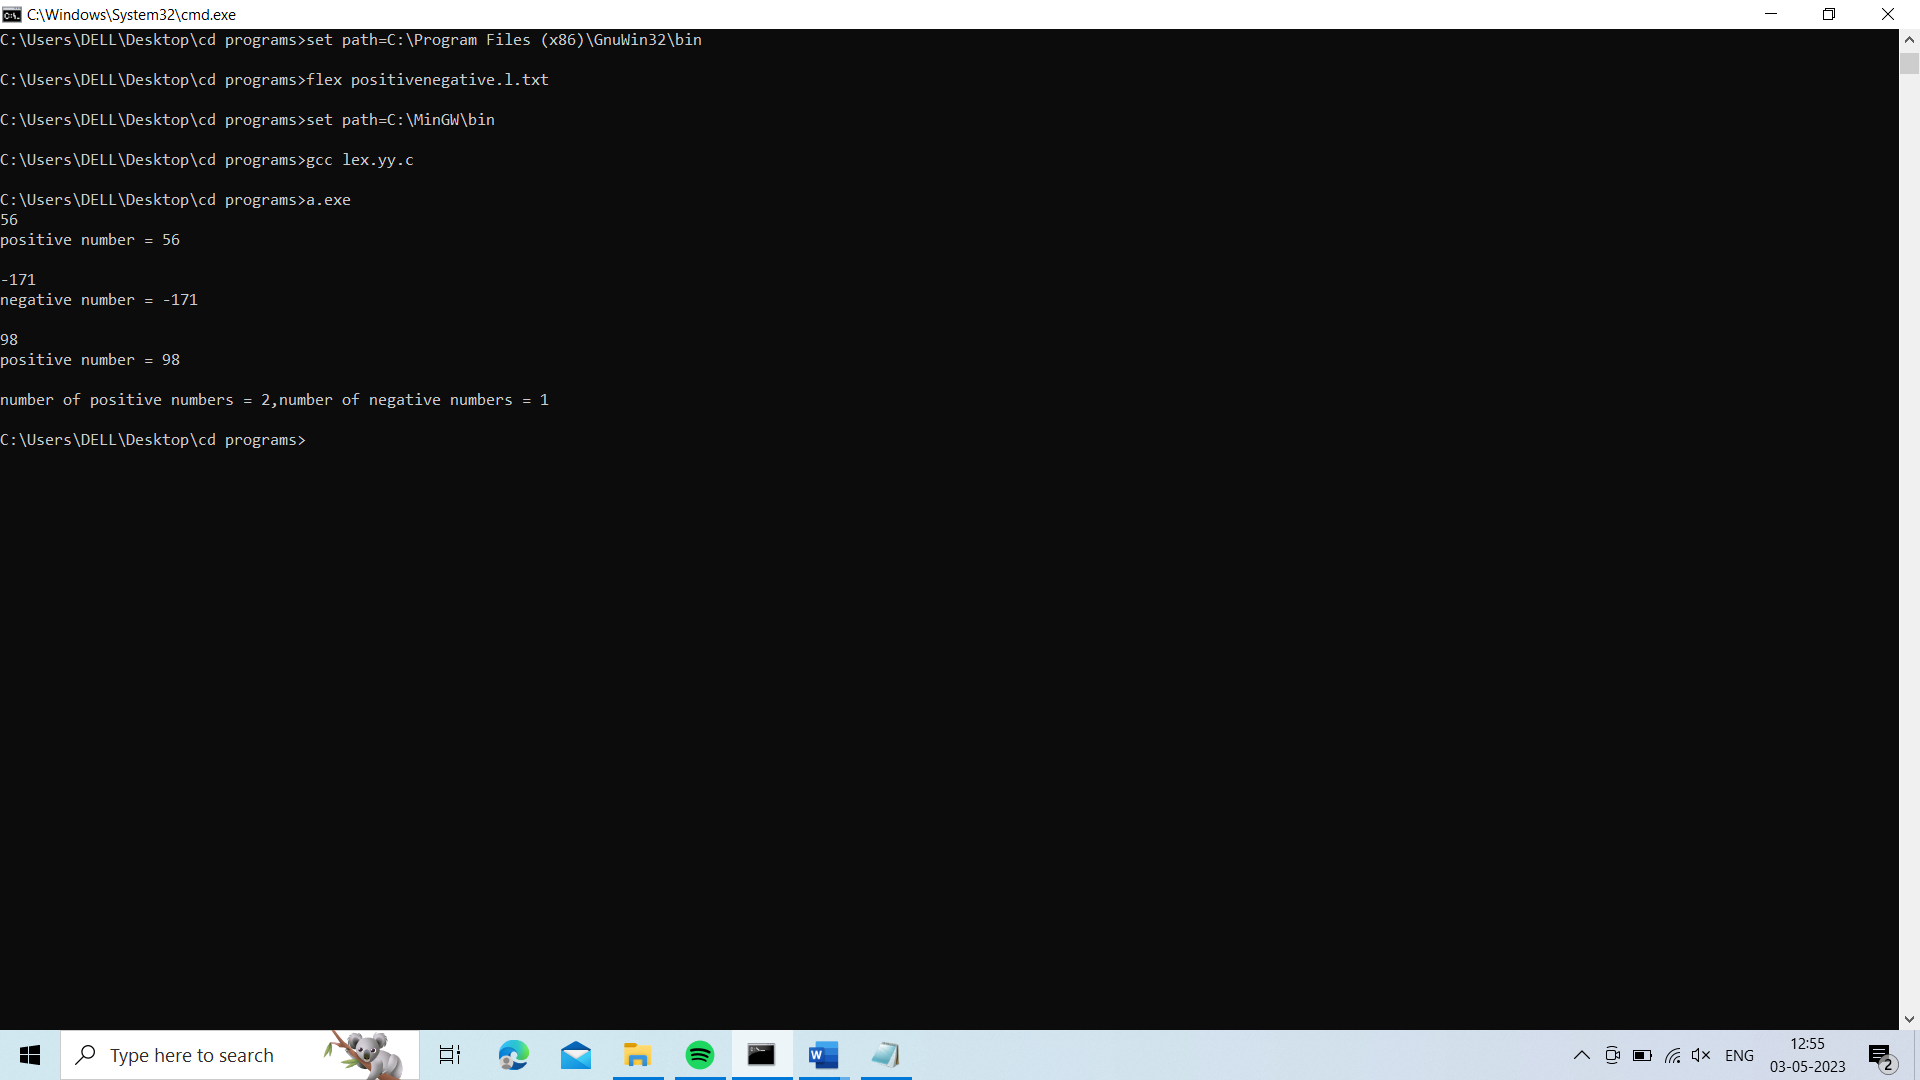 C:\Windows\System32\cmd.exe
C:\Users\DELL\Desktop\cd programs>set path=C:\Program Files (x86)\GnuWin32\bin
C:\Users\DELL\Desktop\cd programs>flex positivenegative.l.txt
C:\Users\DELL\Desktop\cd programs>set path=C:\MinGW\bin
C:\Users\DELL\Desktop\cd programs>gcc lex.yy.c
C:\Users\DELL\Desktop\cd programs>a.exe
56
positive number = 56
-171
negative number = -171
98
positive number = 98
number of positive numbers = 2,number of negative numbers = 1
C:\Users\DELL\Desktop\cd programs>
Type here to search
ENG
12:55
03-05-2023
2